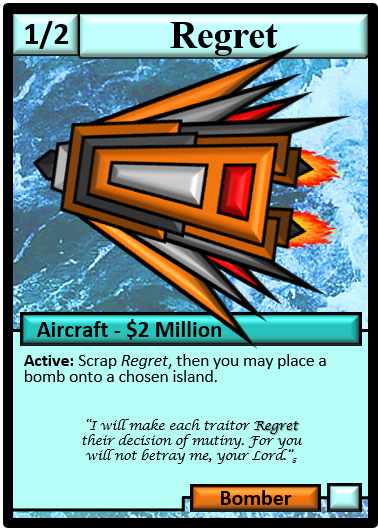 1/2
Regret
Aircraft - $2 Million
Active: Scrap Regret, then you may place a
bomb onto a chosen island.
"I will make each traitor Regret
their decision of mutiny. For you
will not betray me, your Lord."s
Bomber